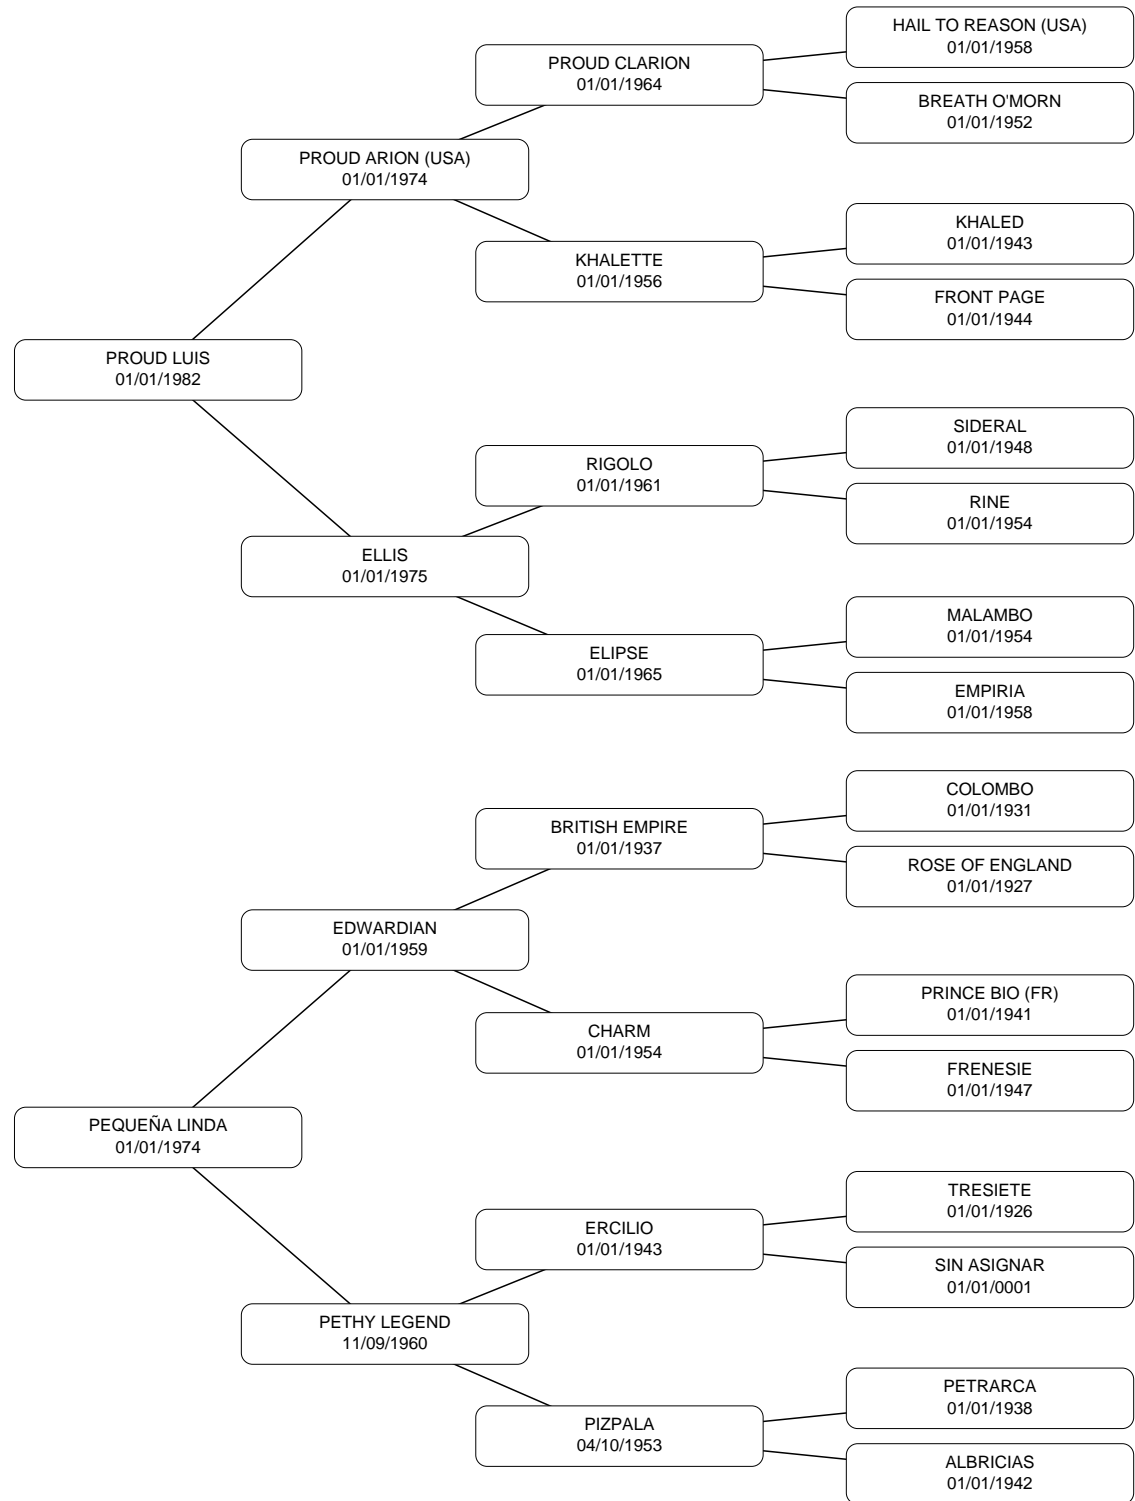 HAIL TO REASON (USA)
01/01/1958
PROUD CLARION
01/01/1964
BREATH O'MORN
01/01/1952
PROUD ARION (USA)
01/01/1974
KHALED
01/01/1943
KHALETTE
01/01/1956
FRONT PAGE
01/01/1944
PROUD LUIS
01/01/1982
SIDERAL
01/01/1948
RIGOLO
01/01/1961
RINE
01/01/1954
ELLIS
01/01/1975
MALAMBO
01/01/1954
ELIPSE
01/01/1965
EMPIRIA
01/01/1958
COLOMBO
01/01/1931
BRITISH EMPIRE
01/01/1937
ROSE OF ENGLAND
01/01/1927
EDWARDIAN
01/01/1959
PRINCE BIO (FR)
01/01/1941
CHARM
01/01/1954
FRENESIE
01/01/1947
PEQUEÑA LINDA
01/01/1974
TRESIETE
01/01/1926
ERCILIO
01/01/1943
SIN ASIGNAR
01/01/0001
PETHY LEGEND
11/09/1960
PETRARCA
01/01/1938
PIZPALA
04/10/1953
ALBRICIAS
01/01/1942